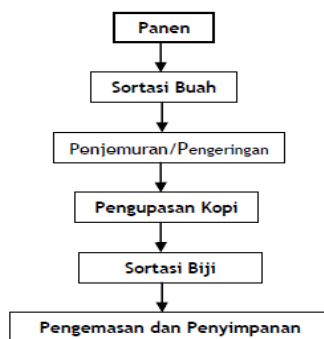 Panen
Sortasi Buah
Penjemuran/Pengeringan
Pengupasan Kopi
Sortasi Biji
Pengemasan dan Penyimpanan